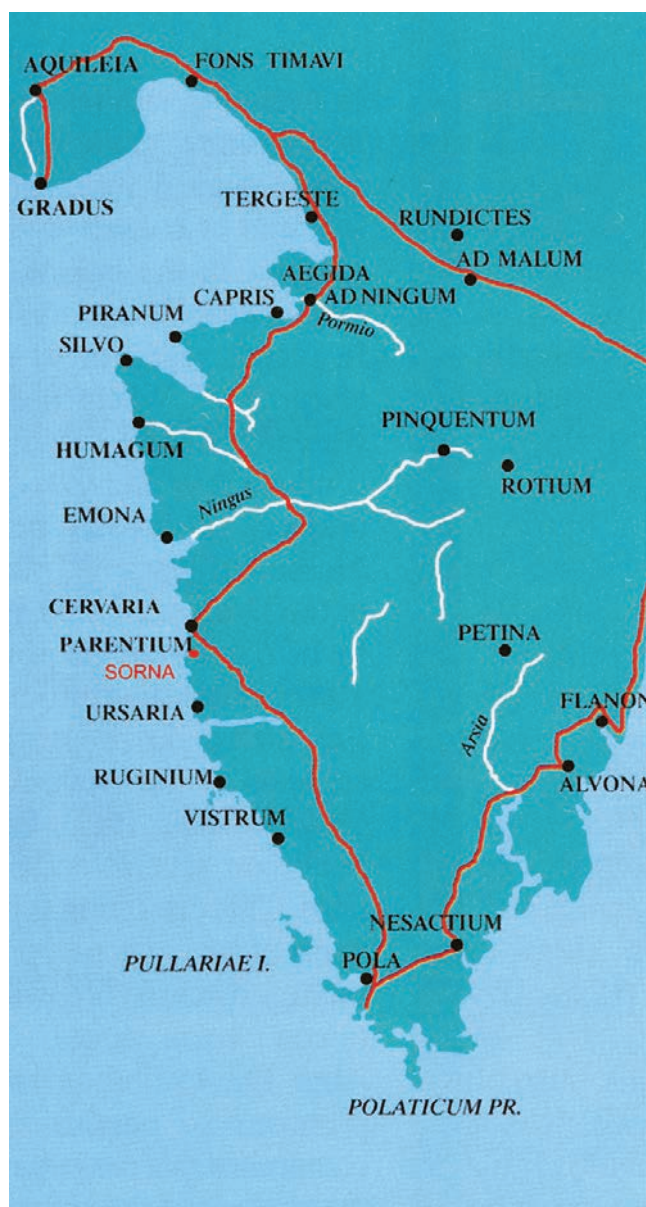 AQUILEIA
FONS TIMAVI
GRADUS
TERGESTE
RUNDICTES
AD MALUM
AEGIDA
CAPRIS
AD NINGUM
PIRANUM
Pormio
SILVO
HUMAGUM
PINQUENTUM
ROTIUM
EMONA
Ningus
CERVARIA
PARENTIUM
PETINA
SORNA
URSARIA
FLANON
Arsia
RUGINIUM
ALVONA
VISTRUM
NESACTIUM
PULLARIAE I.
POLA
POLATICUM PR.